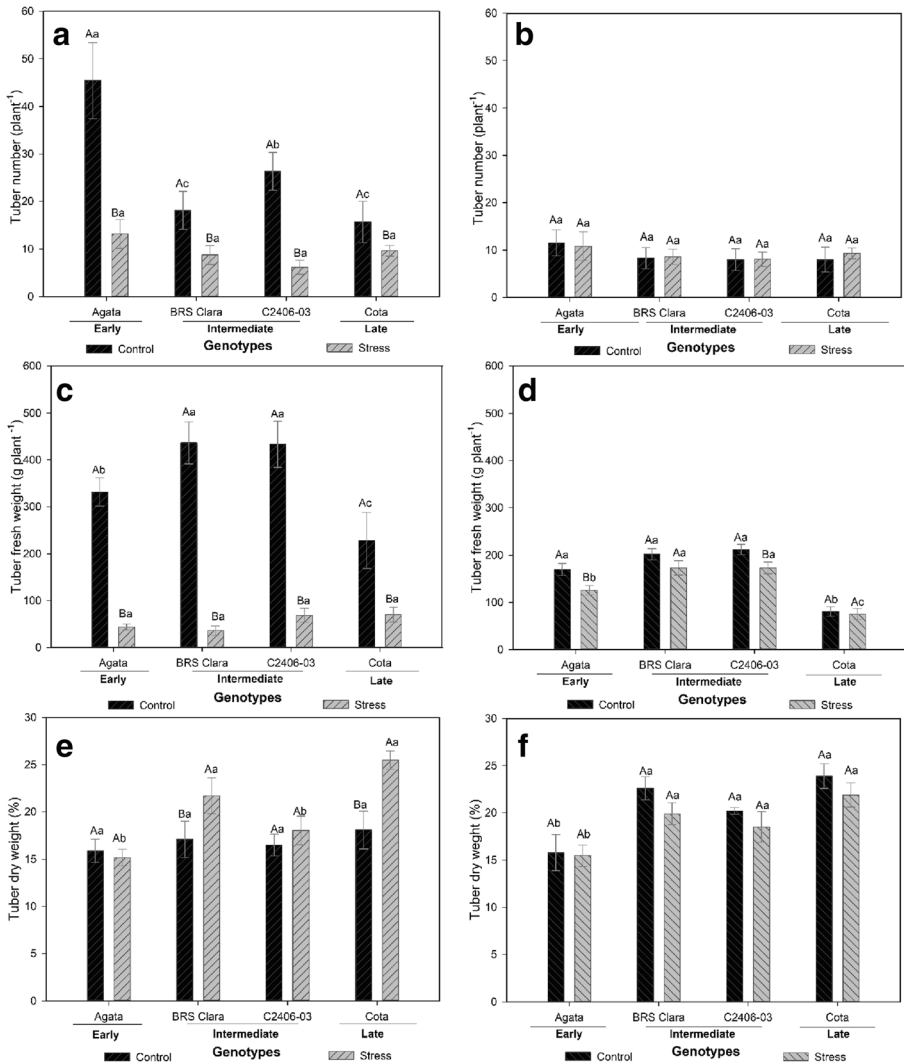 a
Tuber number (plant⁻¹)
60
50
40
30
20
10
0
Aa
Ba
Ac
Ba
Ab
Ba
Ac
Ba
Agata
BRS Clara
C2406-03
Cota
Early
Intermediate
Late
Genotypes
Control
Stress
b
Tuber number (plant⁻¹)
60
50
40
30
20
10
0
Aa
Aa
Aa
Aa
Aa
Aa
Aa
Aa
Agata
BRS Clara
C2406-03
Cota
Early
Intermediate
Late
Genotypes
Control
Stress
c
Tuber fresh weight (g plant⁻¹)
600
500
400
300
200
100
0
Ab
Ba
Aa
Ba
Aa
Ba
Ac
Ba
Agata
BRS Clara
C2406-03
Cota
Early
Intermediate
Late
Genotypes
Control
Stress
d
Tuber fresh weight (g plant⁻¹)
600
500
400
300
200
100
0
Aa
Bb
Aa
Aa
Aa
Ba
Ab
Ac
Agata
BRS Clara
C2406-03
Cota
Early
Intermediate
Late
Genotypes
Control
Stress
e
Tuber dry weight (%)
30
25
20
15
10
5
0
Aa
Ab
Ba
Aa
Aa
Ab
Ba
Aa
Agata
BRS Clara
C2406-03
Cota
Early
Intermediate
Late
Genotypes
Control
Stress
f
Tuber dry weght (%)
30
25
20
15
10
5
0
Ab
Ab
Aa
Aa
Aa
Aa
Aa
Aa
Agata
BRS Clara
C2406-03
Cota
Early
Intermediate
Late
Genotypes
Control
Stress